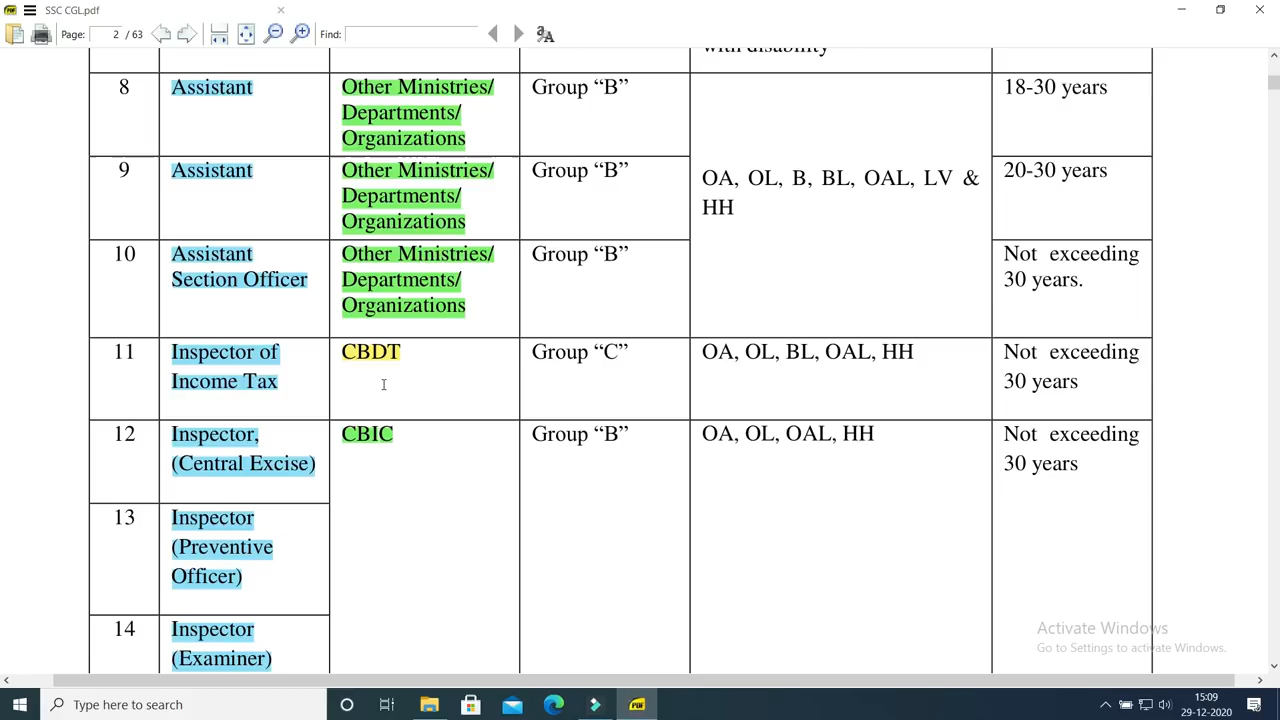 SSC CGL.pdf
Page: 2 / 63 Find:
with disability
8 Assistant Other Ministries/ Group “B” 18-30 years
Departments/
Organizations
9 Assistant Other Ministries/ Group “B” 20-30 years
OA, OL, B, BL, OAL, LV &
Departments/
HH
Organizations
10 Assistant Other Ministries/ Group “B” Not exceeding
Section Officer Departments/ 30 years.
Organizations
11 Inspector of CBDT Group “C” OA, OL, BL, OAL, HH Not exceeding
Income Tax 30 years
12 Inspector, CBIC Group “B” OA, OL, OAL, HH Not exceeding
(Central Excise) 30 years
13 Inspector
(Preventive
Officer)
14 Inspector
(Examiner)
Activate Windows
Go to Settings to activate Windows.
Type here to search
15:09
29-12-2020